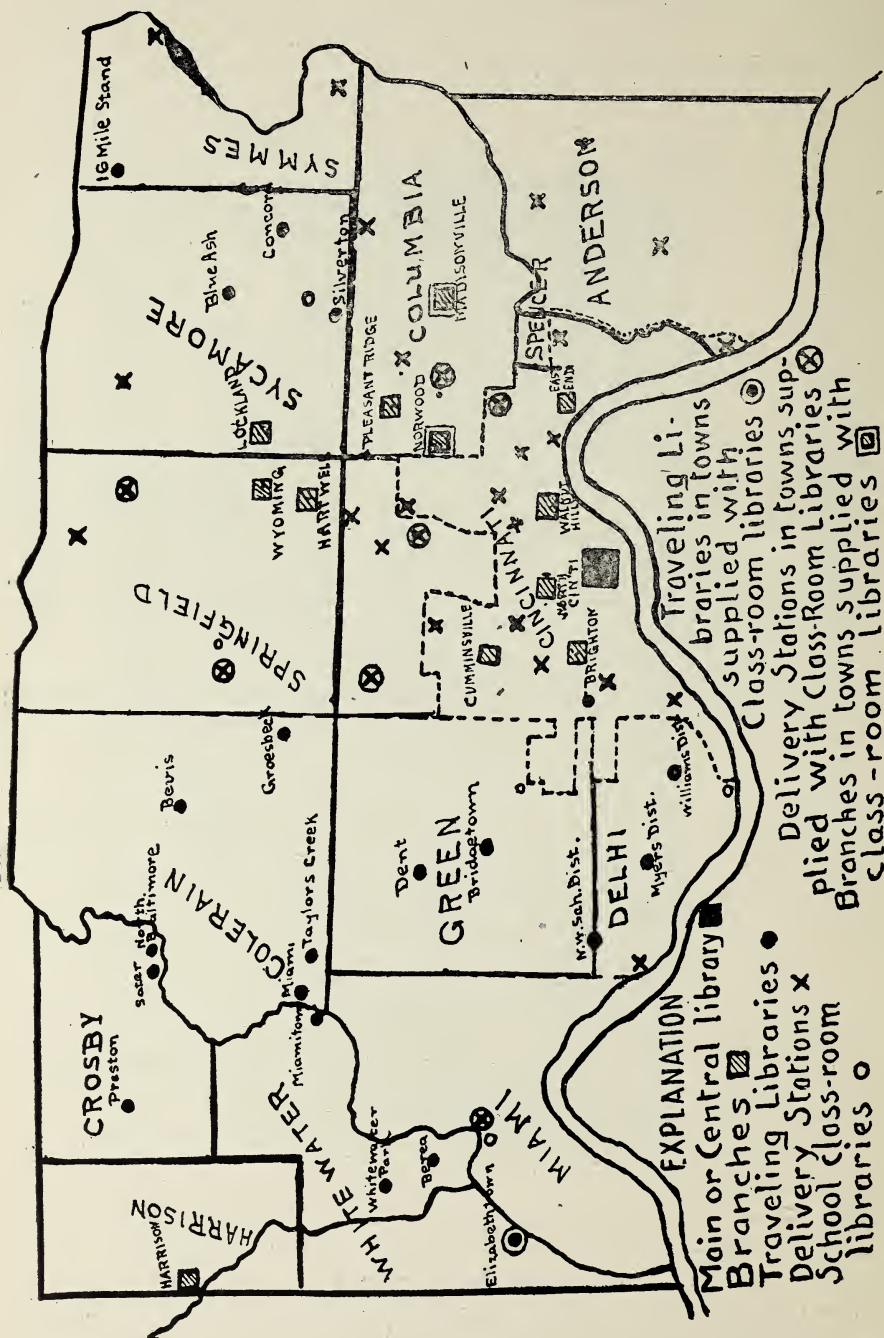 HARRISON
HARRISON
CROSBY
Preston
Sater
North
Baltimore
COLERAIN
Bevis
Groesbeck
Taylors Creek
Miami
Miamitown
WHITEWATER
Whitewater
Park
Berea
Elizabethtown
MIAMI
SPRINGFIELD
WYOMING
HARTWELL
SYCAMORE
LOCKLAND
Blue Ash
Concord
Silverton
SYMMES
16 Mile Stand
GREEN
Dent
Bridgetown
N.W. Sch. Dist.
DELHI
Myers Dist.
Williams Dist
CINCINNATI
CUMMINSVILLE
BRIGHTON
NORTH
CIN'TI
WALNUT
HILLS
EAST
END
PLEASANT RIDGE
NORWOOD
COLUMBIA
MADISONVILLE
SPENCER
ANDERSON
EXPLANATION
Main or Central library
Branches
Traveling Libraries
Delivery Stations X
School Class-room
libraries
Traveling Li-
braries in towns
supplied with
Class-room libraries
Delivery Stations in towns sup-
plied with Class-Room Libraries
Branches in towns supplied with
class-room libraries